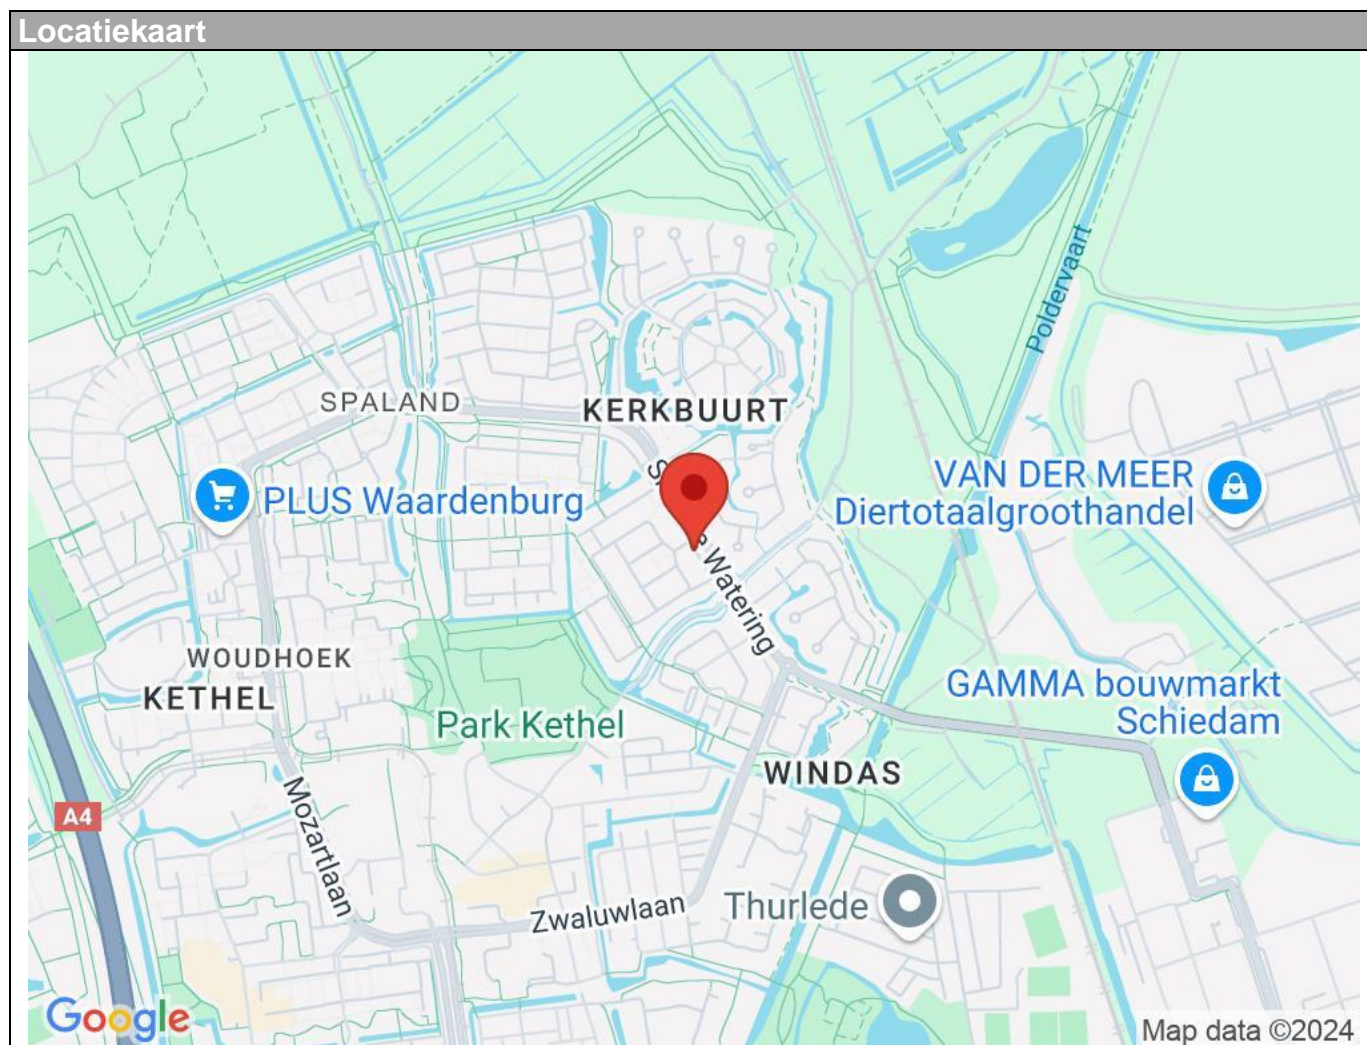 Locatiekaart
Poldervaart
SPALAND
KERKBUURT
VAN DER MEER
Diertotaalgroothandel
PLUS Waardenburg
Watering
WOUDHOEK
KETHEL
GAMMA bouwmarkt
Schiedam
Park Kethel
WINDAS
A4
Mozartlaan
Zwaluwlaan
Thurlede
Google
Map data ©2024